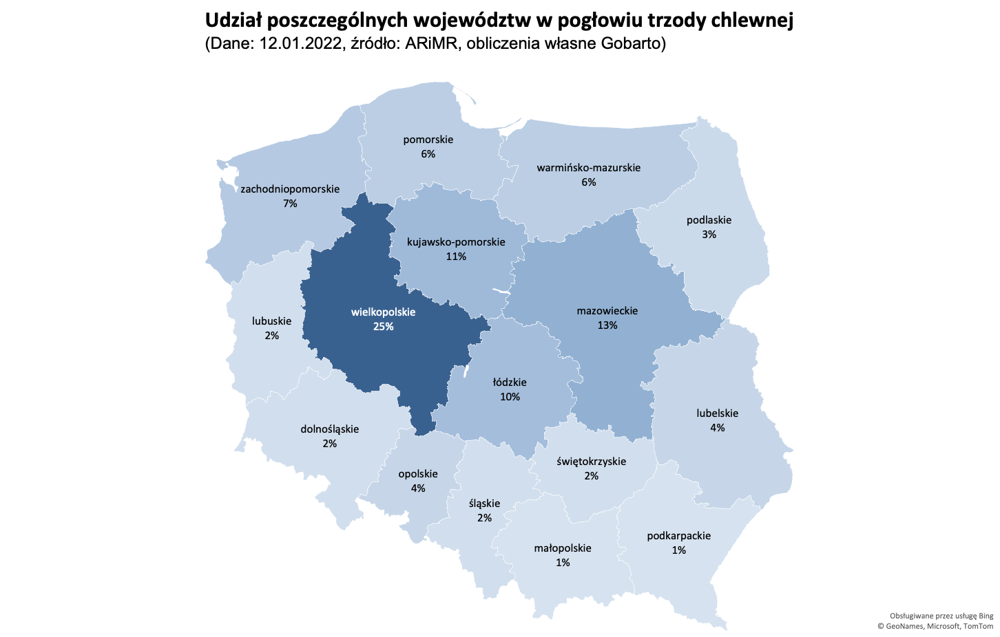 Udział poszczególnych województw w pogłowiu trzody chlewnej
(Dane: 12.01.2022, źródło: ARiMR, obliczenia własne Gobarto)
pomorskie
6%
warmińsko-mazurskie
6%
zachodniopomorskie
7%
podlaskie
3%
kujawsko-pomorskie
11%
wielkopolskie
25%
mazowieckie
13%
lubuskie
2%
łódzkie
10%
lubelskie
4%
dolnośląskie
2%
świętokrzyskie
2%
opolskie
4%
śląskie
2%
podkarpackie
1%
małopolskie
1%
Obsługiwane przez usługę Bing
© GeoNames, Microsoft, TomTom